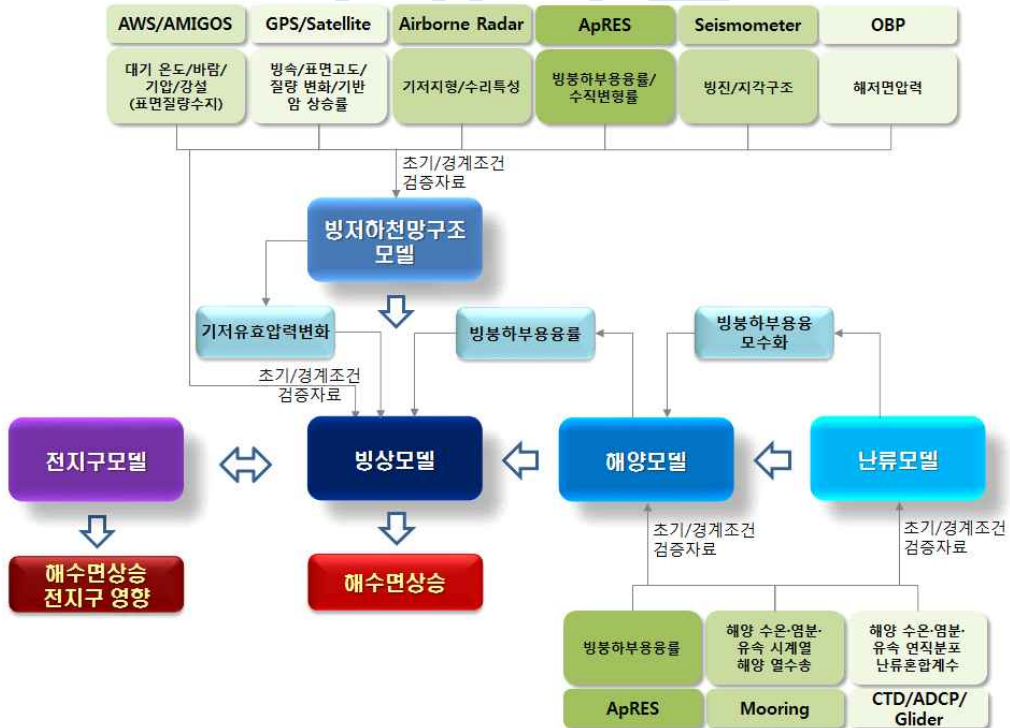 AWS/AMIGOS
GPS/Satellite
Airborne Radar
ApRES
Seismometer
OBP
대기 온도/바람/
기압/강설
(표면질량수지)
빙속/표면고도/
질량 변화/기반
암 상승률
기저지형/수리특성
빙붕하부용융률/
수직변형률
빙진/지각구조
해저면압력
초기/경계조건
검증자료
빙저하천망구조
모델
기저유효압력변화
빙붕하부용융률
빙붕하부용융
모수화
초기/경계조건
검증자료
전지구모델
빙상모델
해양모델
난류모델
초기/경계조건
검증자료
초기/경계조건
검증자료
해수면상승
전지구 영향
해수면상승
빙붕하부용융률
해양 수온·염분·
유속 시계열
해양 열수송
해양 수온·염분·
유속 연직분포
난류혼합계수
ApRES
Mooring
CTD/ADCP/
Glider